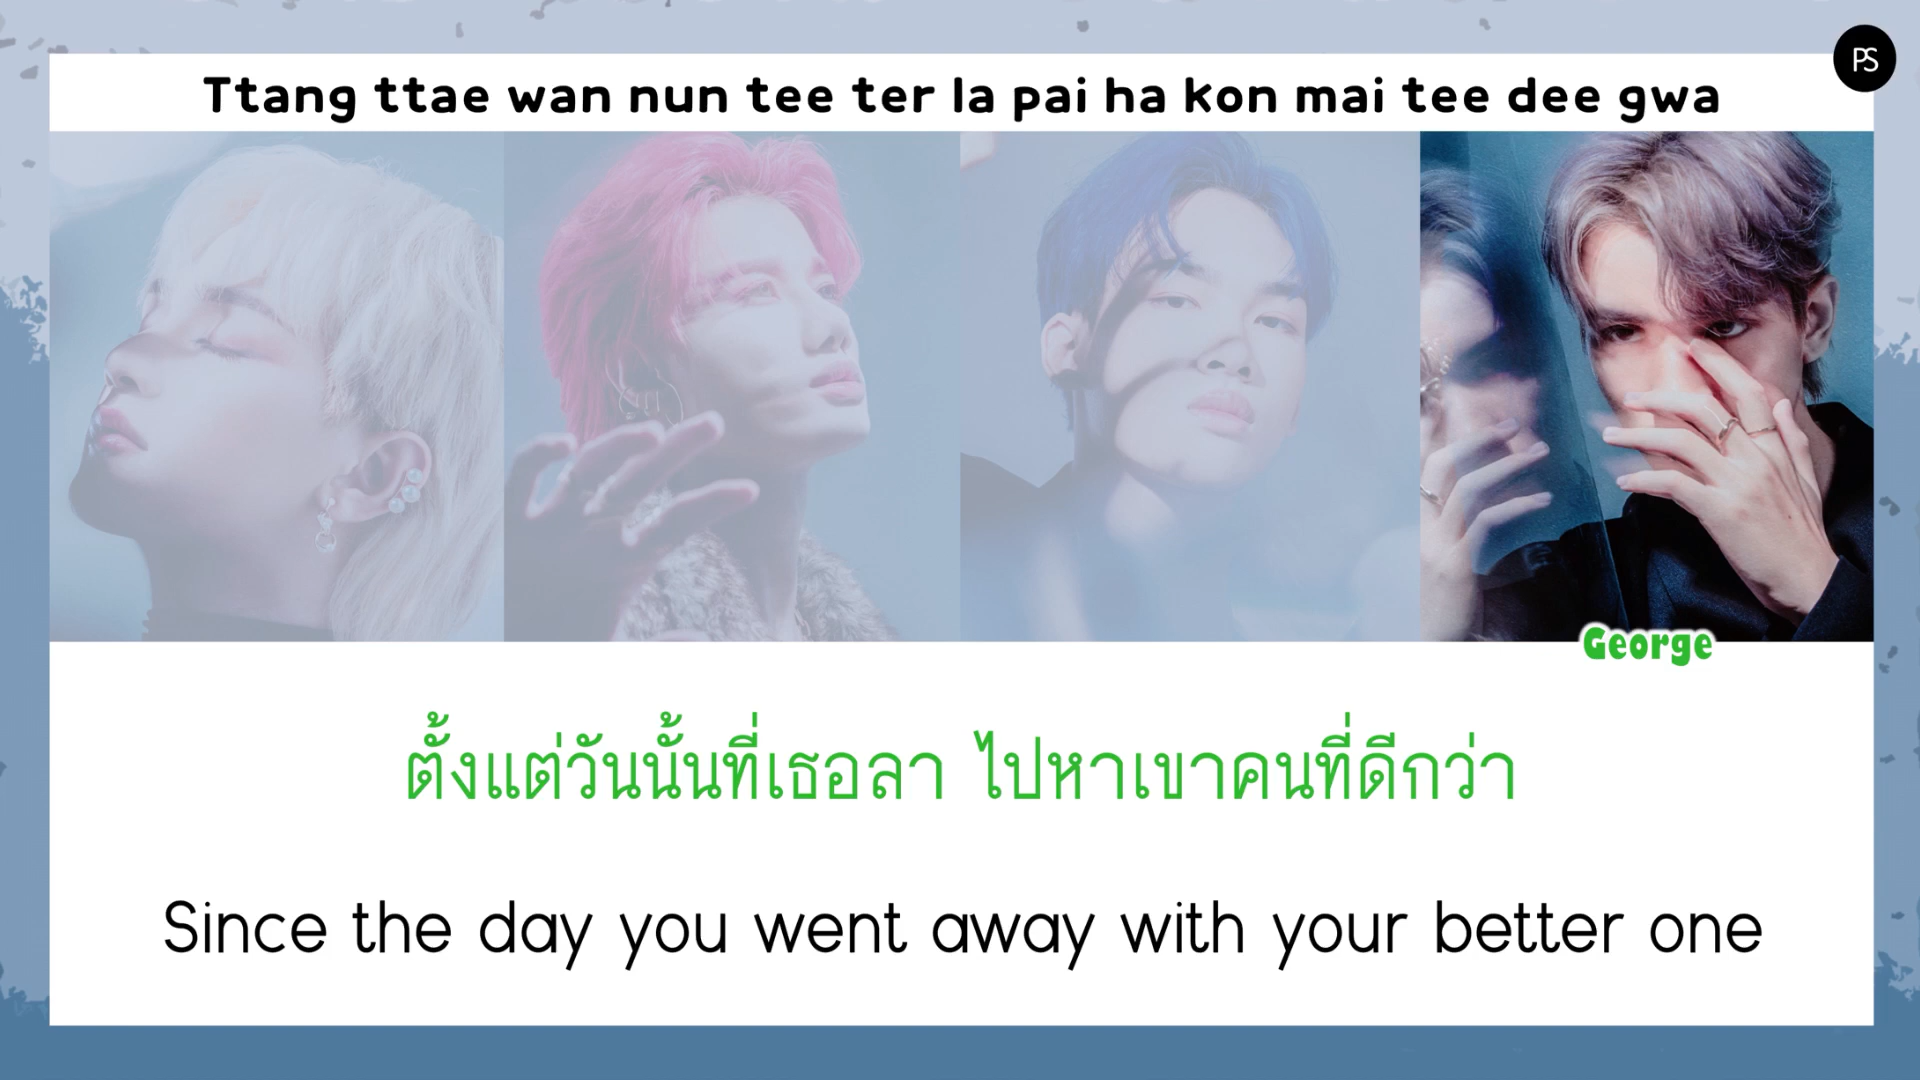 PS
Ttang ttae wan nun tee ter la pai ha kon mai tee dee gwa
George
ตั้งแต่วันนั้นที่เธอลา ไปหาเขาคนที่ดีกว่า
Since the day you went away with your better one